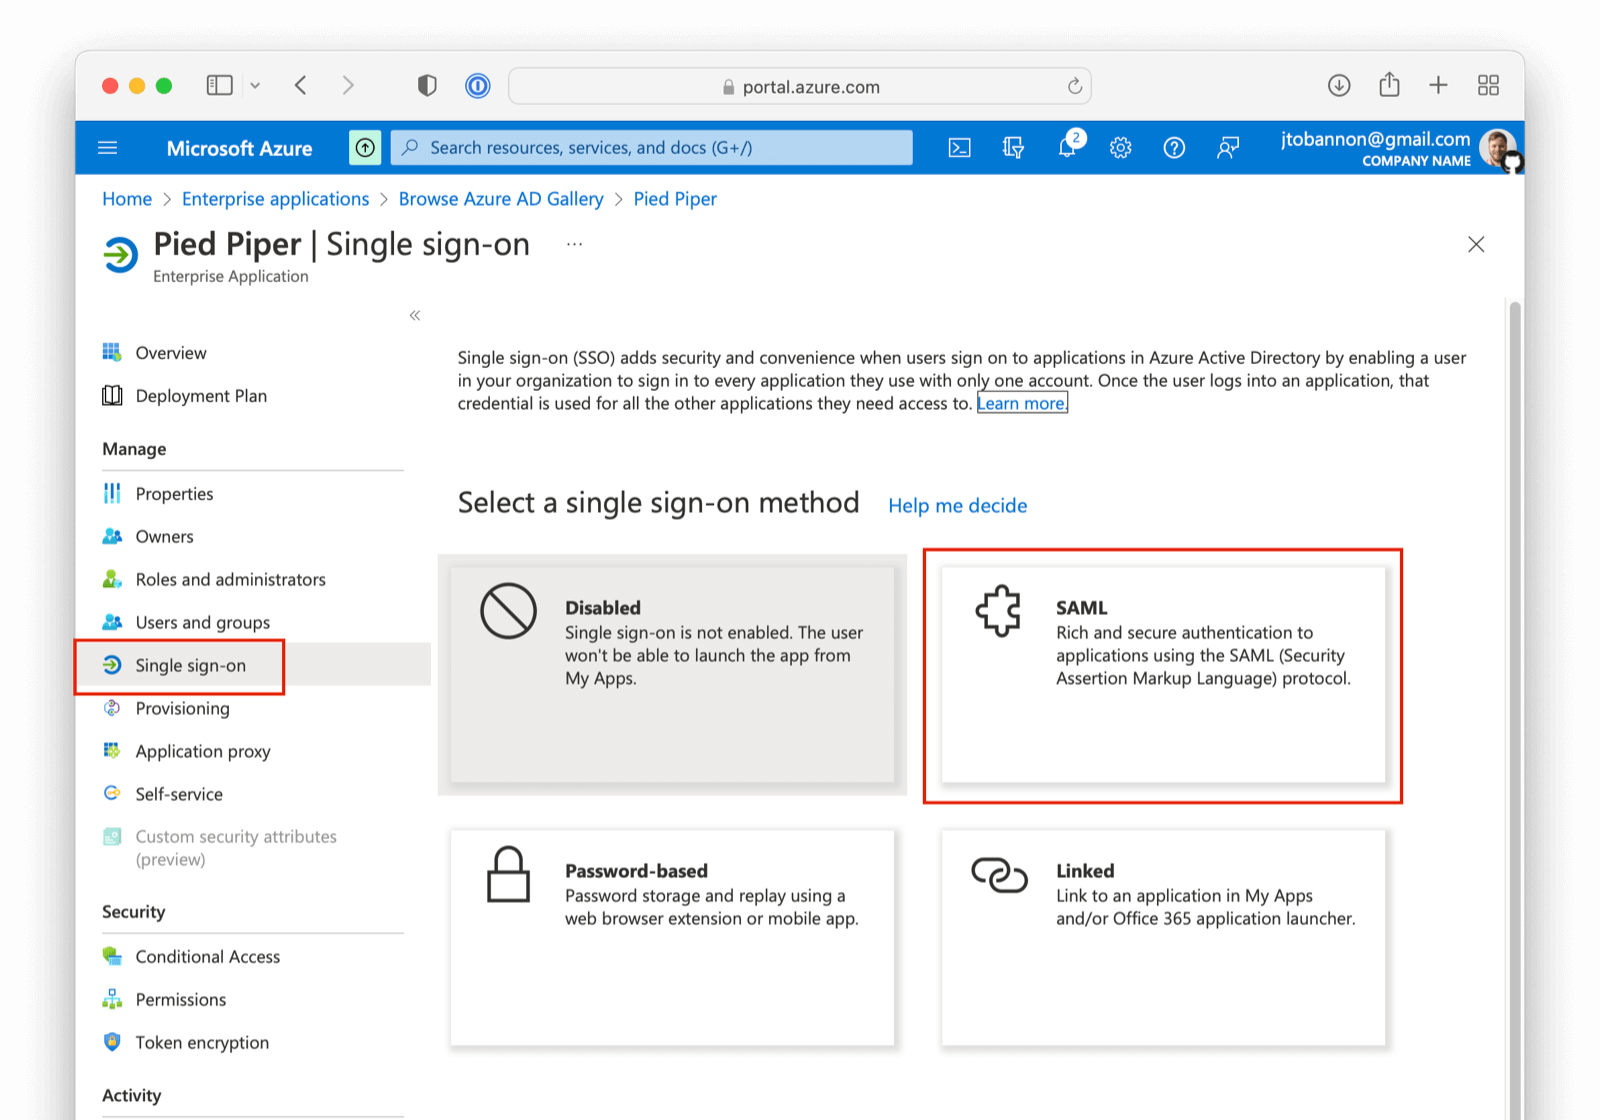 portal.azure.com
Microsoft Azure
Search resources, services, and docs (G+/)
2
jtobannon@gmail.com
COMPANY NAME
Home > Enterprise applications > Browse Azure AD Gallery > Pied Piper
Pied Piper | Single sign-on ...
Enterprise Application
«
Overview
Deployment Plan
Manage
Properties
Owners
Roles and administrators
Users and groups
Single sign-on
Provisioning
Application proxy
Self-service
Custom security attributes
(preview)
Security
Conditional Access
Permissions
Token encryption
Activity
Single sign-on (SSO) adds security and convenience when users sign on to applications in Azure Active Directory by enabling a user
in your organization to sign in to every application they use with only one account. Once the user logs into an application, that
credential is used for all the other applications they need access to. Learn more.
Select a single sign-on method Help me decide
Disabled
Single sign-on is not enabled. The user
won't be able to launch the app from
My Apps.
SAML
Rich and secure authentication to
applications using the SAML (Security
Assertion Markup Language) protocol.
Password-based
Password storage and replay using a
web browser extension or mobile app.
Linked
Link to an application in My Apps
and/or Office 365 application launcher.